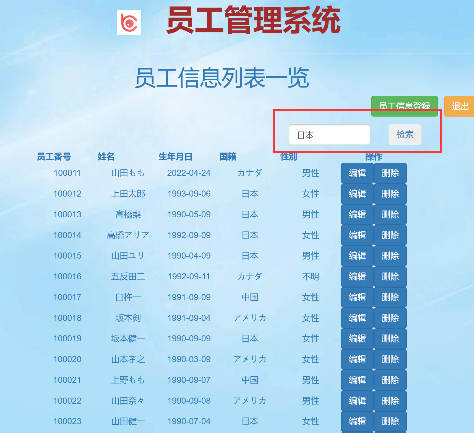 员工管理系统
员工信息列表一览
员工信息登录 退出
日本 检索
员工番号 姓名 生年月日 国籍 性别 操作
100011 山田もも 2022-04-24 カナダ 男性 编辑 删除
100012 上田太郎 1993-09-06 日本 女性 编辑 删除
100013 高橋梨 1990-05-09 日本 男性 编辑 删除
100014 高橋アリア 1992-09-09 日本 女性 编辑 删除
100015 山田ユリ 1990-04-09 日本 男性 编辑 删除
100016 五反田二 1992-09-11 カナダ 不明 编辑 删除
100017 臼杵一 1991-09-09 中国 女性 编辑 删除
100018 坂本剣 1991-09-04 アメリカ 女性 编辑 删除
100019 坂本健一 1990-09-09 日本 女性 编辑 删除
100020 山本孝之 1990-03-09 アメリカ 女性 编辑 删除
100021 上野もも 1990-09-07 中国 男性 编辑 删除
100022 山田奈々 1990-09-08 アメリカ 男性 编辑 删除
100023 山田健一 1990-07-04 日本 女性 编辑 删除